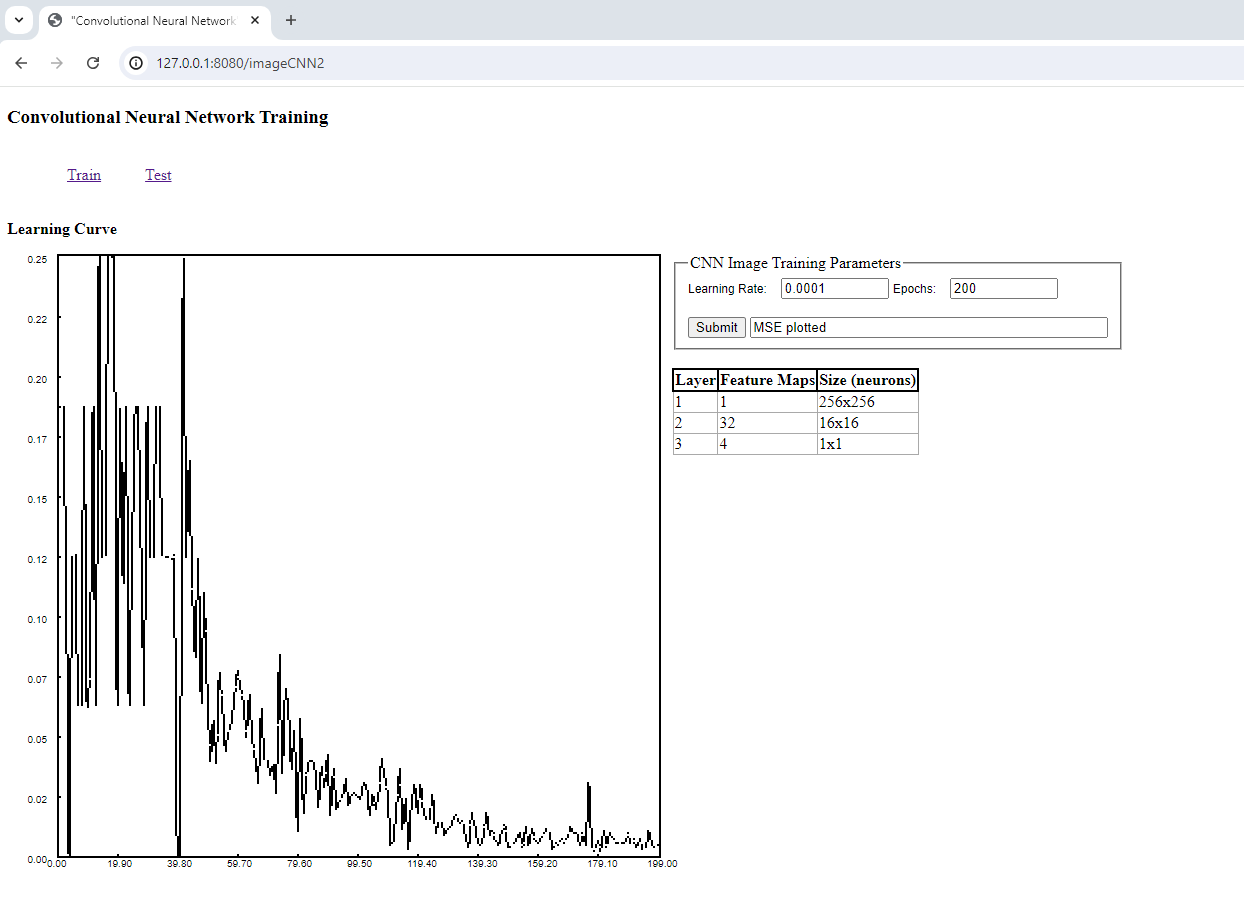 "Convolutional Neural Network
127.0.0.1:8080/imageCNN2
Convolutional Neural Network Training
Train Test
Learning Curve
0.25
0.22
0.20
0.17
0.15
0.12
0.10
0.07
0.05
0.02
0.00
0.00 19.90 39.80 59.70 79.60 99.50 119.40 139.30 159.20 179.10 199.00
CNN Image Training Parameters
Learning Rate: 0.0001 Epochs: 200
Submit MSE plotted
Layer Feature Maps Size (neurons)
1 1 256x256
2 32 16x16
3 4 1x1